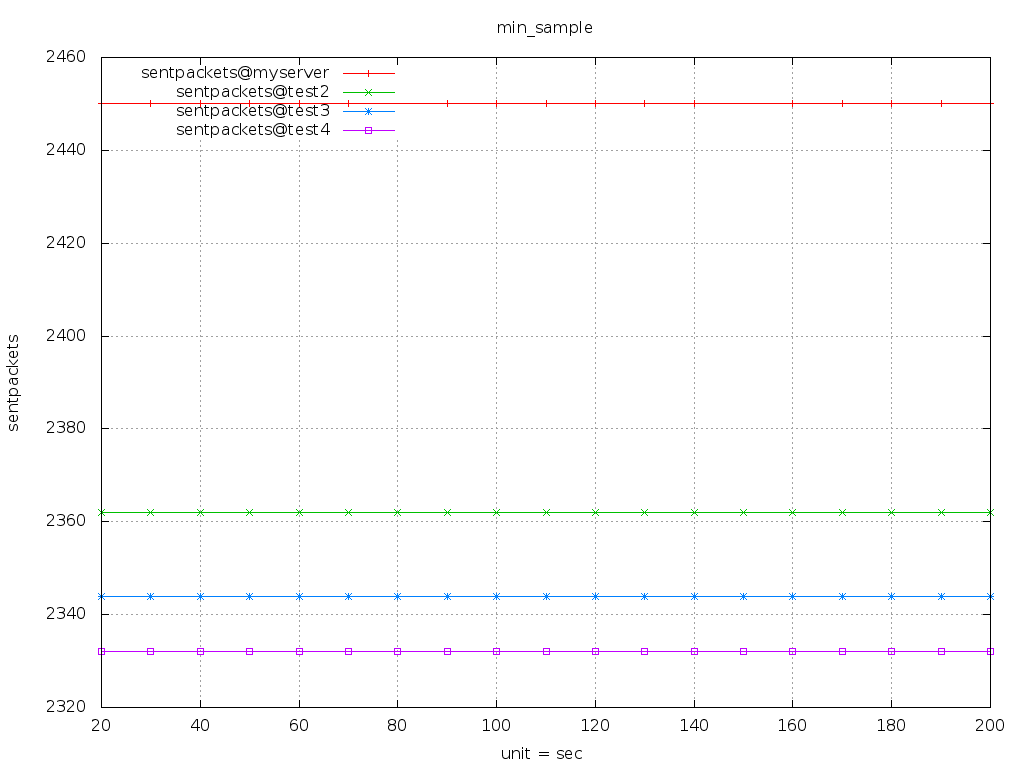 min_sample
2460
sentpackets@myserver
sentpackets@test2
sentpackets@test3
sentpackets@test4
2440
2420
2400
sentpackets
2380
2360
2340
2320
20 40 60 80 100 120 140 160 180 200
unit = sec